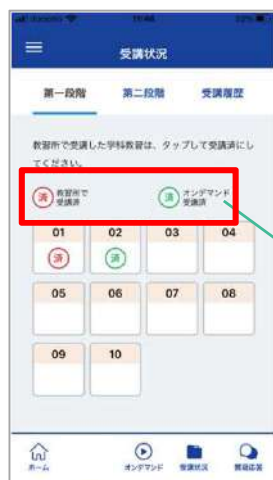 受講状況
第一段階 第二段階 受講履歴
教習所で受講した学科教習は、タップして受講済にし
てください。
済 教習所で
受講済
済 オンデマンド
受講済
01 02 03 04
済 済
05 06 07 08
09 10
ホーム オンデマンド 受講状況 質疑応答